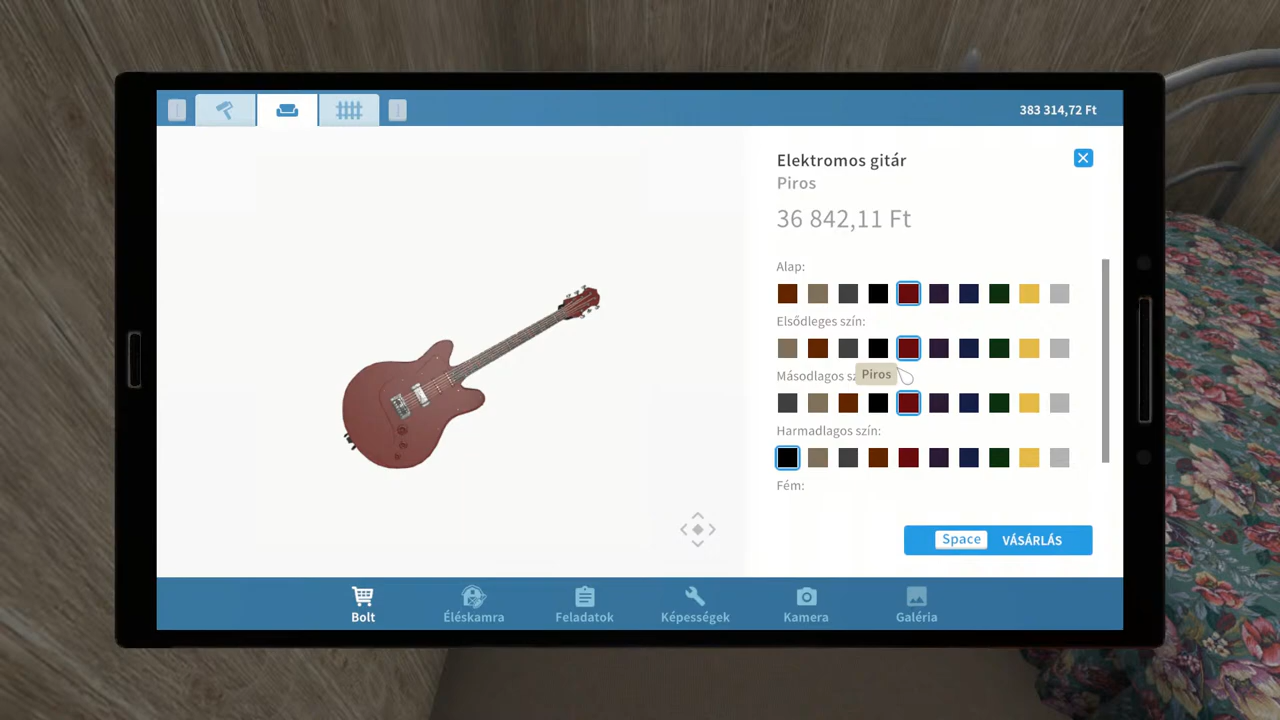 383 314,72 Ft
Elektromos gitár
Piros
36 842,11 Ft
Alap:
Elsődleges szín:
Másodlagos sz
Piros
Harmadlagos szín:
Fém:
Space VÁSÁRLÁS
Bolt Éléskamra Feladatok Képességek Kamera Galéria